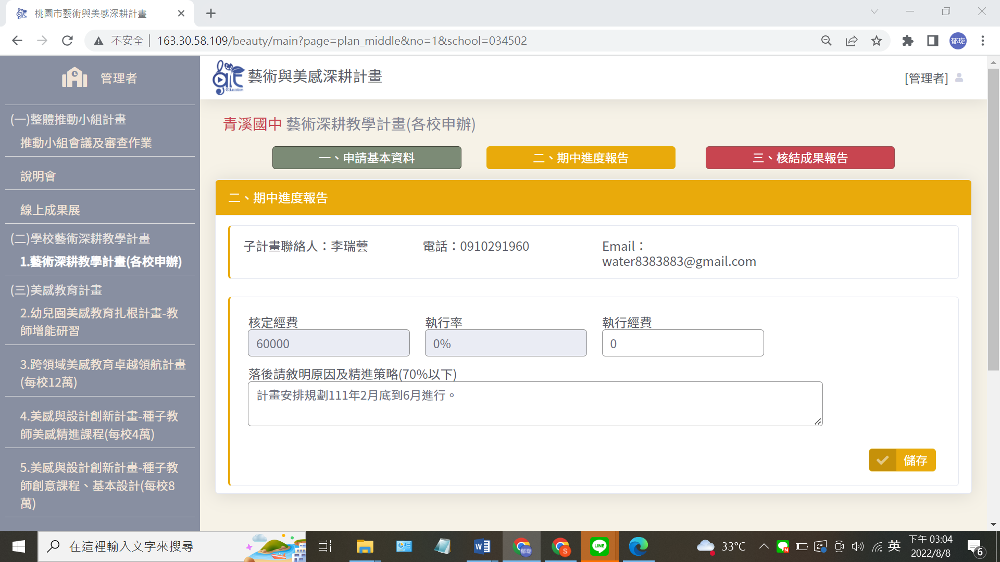 桃園市藝術與美感深耕計畫
不安全
163.30.58.109/beauty/main?page=plan_middle&no=1&school=034502
郁琁
管理者
(一)整體推動小組計畫
推動小組會議及審查作業
說明會
線上成果展
(二)學校藝術深耕教學計畫
1.藝術深耕教學計畫(各校申辦)
(三)美感教育計畫
2.幼兒園美感教育扎根計畫-教
師增能研習
3.跨領域美感教育卓越領航計畫
(每校12萬)
4.美感與設計創新計畫-種子教
師美感精進課程(每校4萬)
5.美感與設計創新計畫-種子教
師創意課程、基本設計(每校8
萬)
education
藝術與美感深耕計畫
[管理者]
青溪國中 藝術深耕教學計畫(各校申辦)
一、申請基本資料
二、期中進度報告
三、核結成果報告
二、期中進度報告
子計畫聯絡人：李瑞蕓
電話：0910291960
Email：
water8383883@gmail.com
核定經費
執行率
執行經費
60000
0%
0
落後請敘明原因及精進策略(70%以下)
計畫安排規劃111年2月底到6月進行。
儲存
在這裡輸入文字來搜尋
W
郁琁
S
LINE
33°C
N
英
下午 03:04
2022/8/8
6